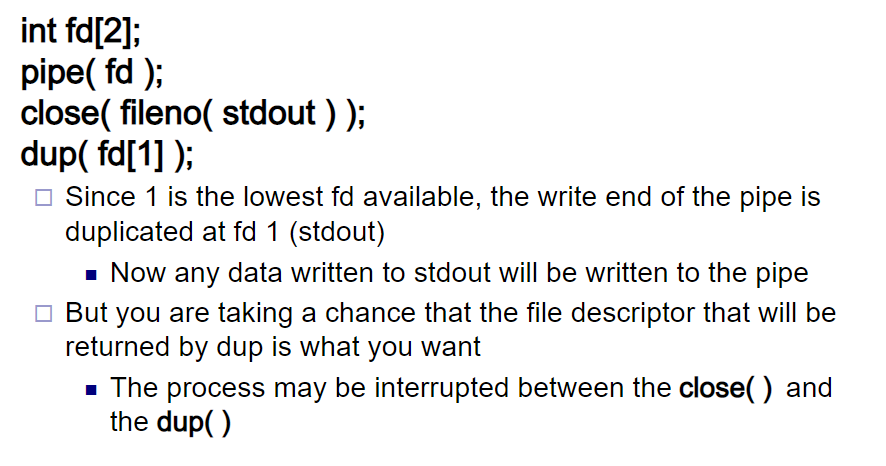 int fd[2];
pipe( fd );
close( fileno( stdout ) );
dup( fd[1] );
Since 1 is the lowest fd available, the write end of the pipe is
duplicated at fd 1 (stdout)
Now any data written to stdout will be written to the pipe
But you are taking a chance that the file descriptor that will be
returned by dup is what you want
The process may be interrupted between the close( ) and
the dup( )